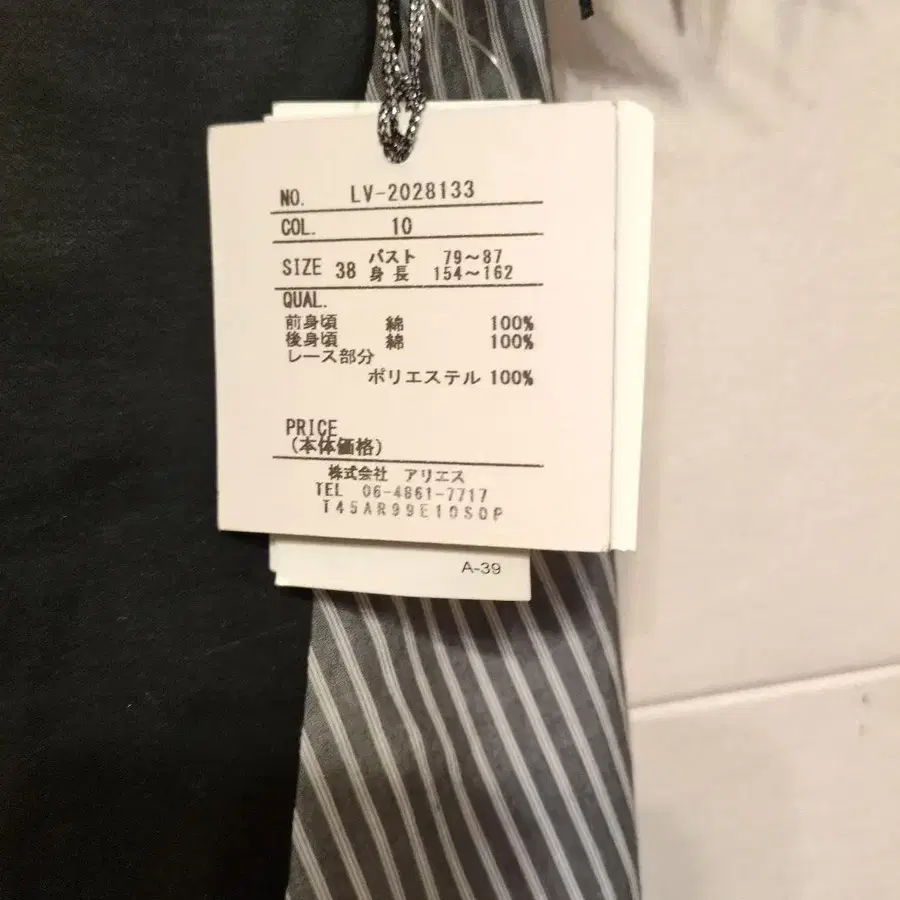 NO. LV-2028133
COL. 10
SIZE 38 バスト 79～87
身長 154～162
QUAL.
前身頃 綿 100%
後身頃 綿 100%
レース部分
ポリエステル 100%
PRICE
(本体価格)
株式会社 アリエス
TEL 06-4861-7717
T45AR99E10S0P
A-39